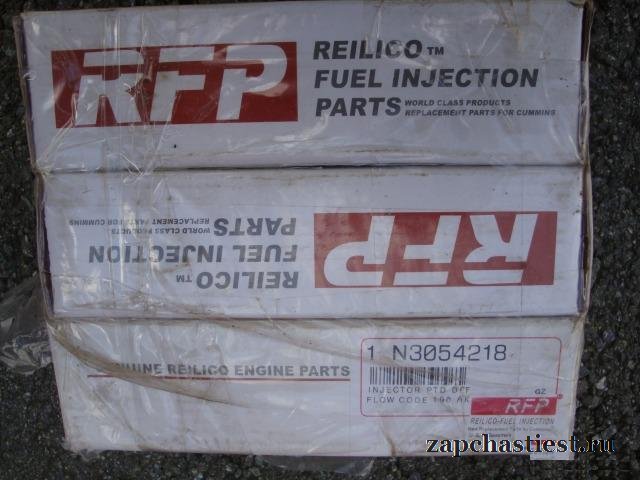 RFP
REILICO™
FUEL INJECTION
PARTS WORLD CLASS PRODUCTS
REPLACEMENT PARTS FOR CUMMINS
RFP
REILICO™
FUEL INJECTION
PARTS WORLD CLASS PRODUCTS
REPLACEMENT PARTS FOR CUMMINS
REILICO ENGINE PARTS
1 N3054218
INJECTOR PTD
FLOW CODE
GZ
RFP®
REILICO-FUEL INJECTION
zapchastiest.ru